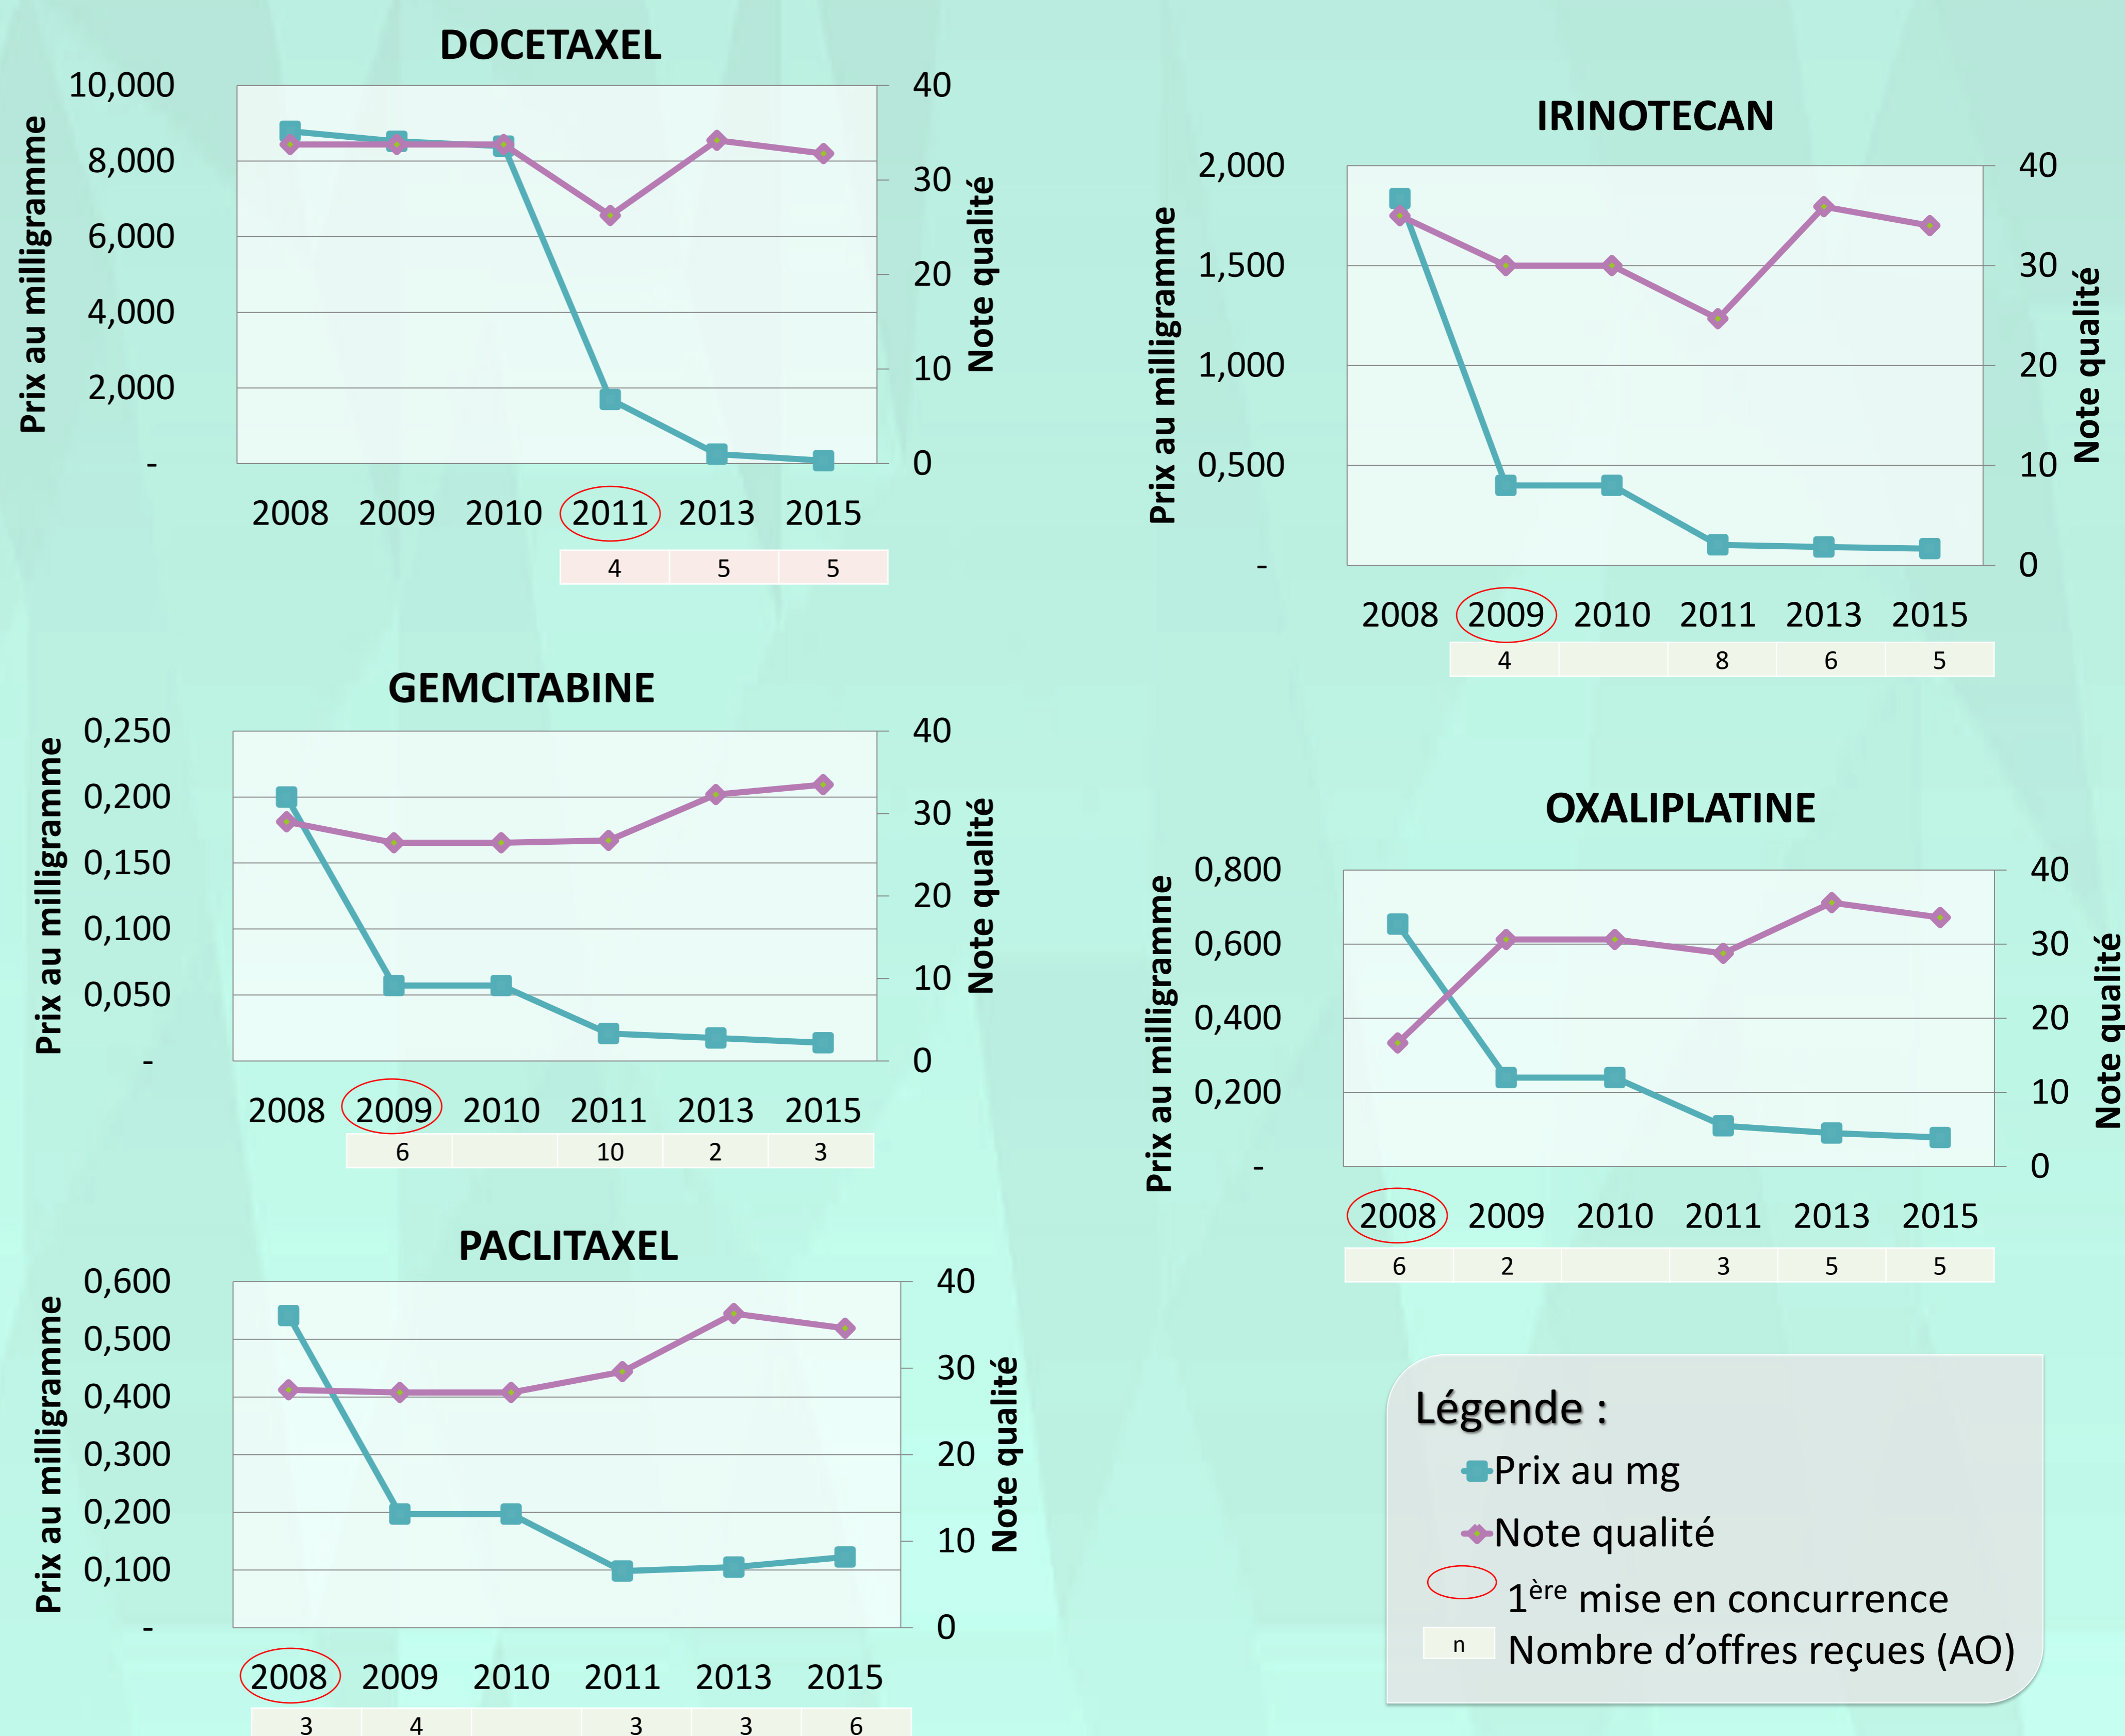 DOCETAXEL
Prix au milligramme
10,000
8,000
6,000
4,000
2,000
-
40
30
20
10
0
Note qualité
2008 2009 2010 2011 2013 2015
4 5 5
IRINOTECAN
Prix au milligramme
2,000
1,500
1,000
0,500
-
40
30
20
10
0
Note qualité
2008 2009 2010 2011 2013 2015
4 8 6 5
GEMCITABINE
Prix au milligramme
0,250
0,200
0,150
0,100
0,050
-
40
30
20
10
0
Note qualité
2008 2009 2010 2011 2013 2015
6 10 2 3
OXALIPLATINE
Prix au milligramme
0,800
0,600
0,400
0,200
-
40
30
20
10
0
Note qualité
2008 2009 2010 2011 2013 2015
6 2 3 5 5
PACLITAXEL
Prix au milligramme
0,600
0,500
0,400
0,300
0,200
0,100
-
40
30
20
10
0
Note qualité
2008 2009 2010 2011 2013 2015
3 4 3 3 6
Légende :
Prix au mg
Note qualité
1ère mise en concurrence
n Nombre d’offres reçues (AO)